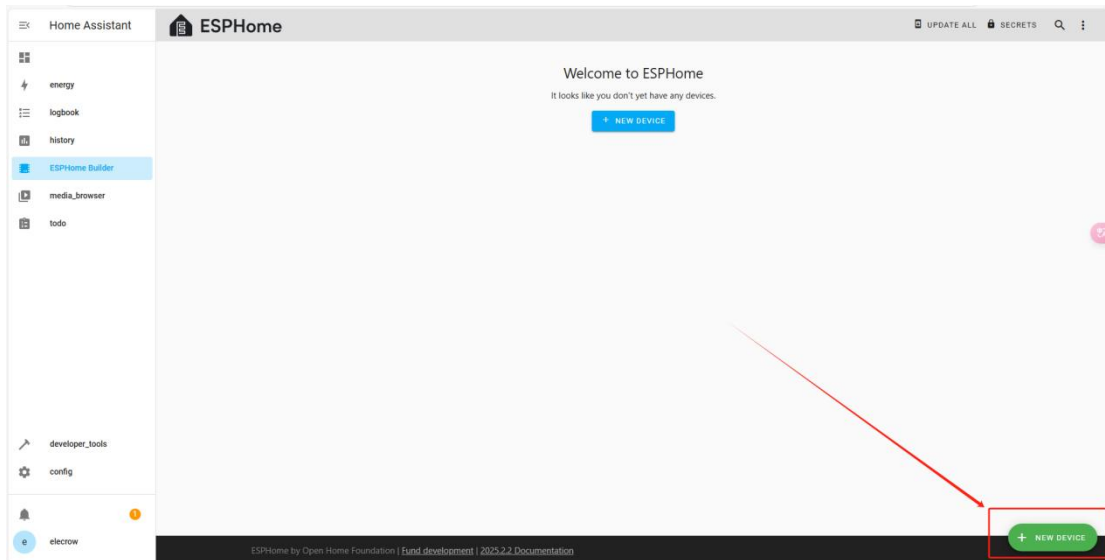 Home Assistant
ESPHome
UPDATE ALL
SECRETS
energy
logbook
history
ESPHome Builder
media_browser
todo
developer_tools
config
1
e
elecrow
Welcome to ESPHome
It looks like you don't yet have any devices.
+ NEW DEVICE
+ NEW DEVICE
ESPHome by Open Home Foundation | Fund development | 2025.2.2 Documentation